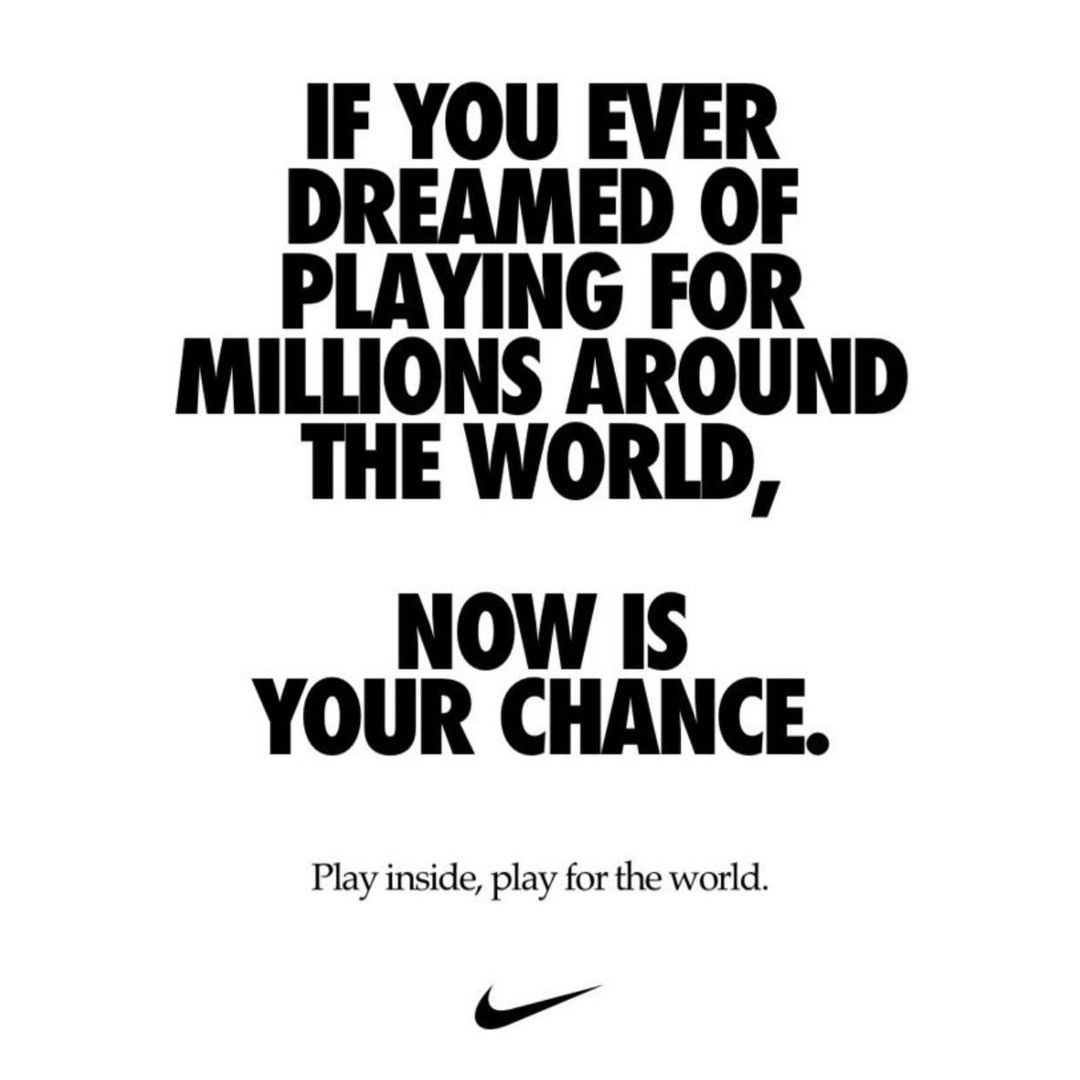 IF YOU EVER
DREAMED OF
PLAYING FOR
MILLIONS AROUND
THE WORLD,
NOW IS
YOUR CHANCE.
Play inside, play for the world.